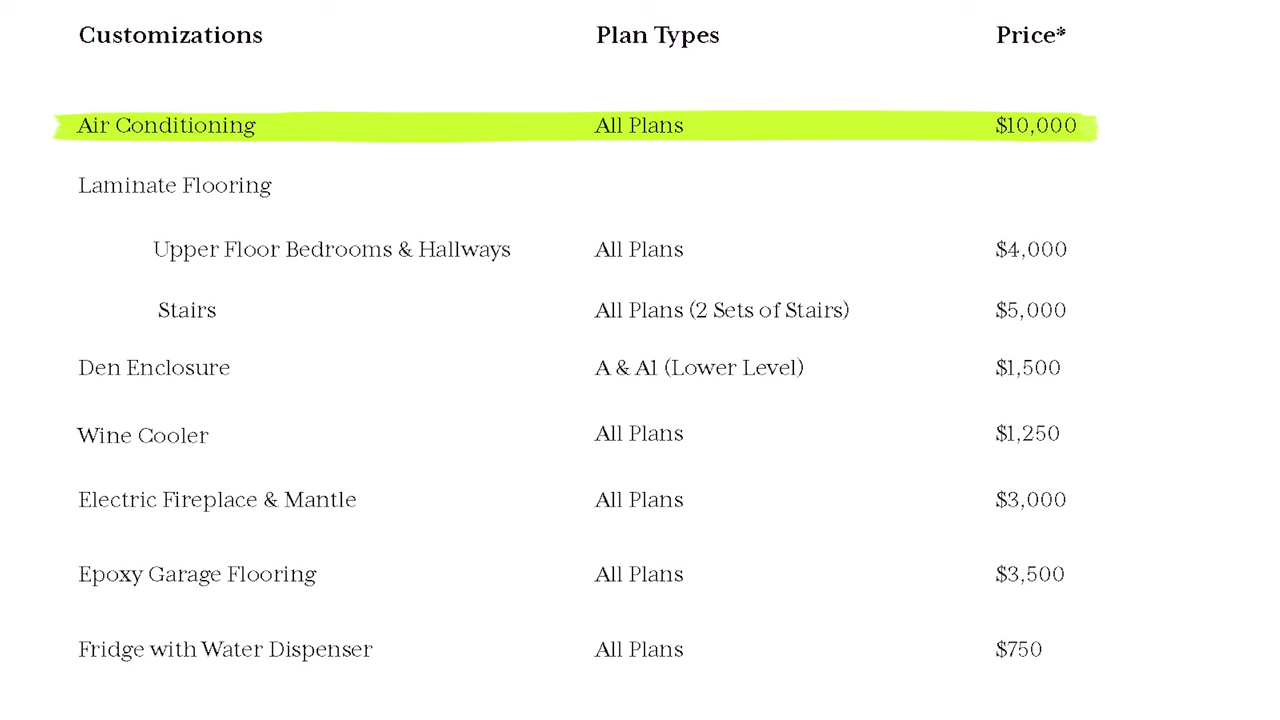 Customizations Plan Types Price*
Air Conditioning All Plans $10,000
Laminate Flooring
Upper Floor Bedrooms & Hallways All Plans $4,000
Stairs All Plans (2 Sets of Stairs) $5,000
Den Enclosure A & A1 (Lower Level) $1,500
Wine Cooler All Plans $1,250
Electric Fireplace & Mantle All Plans $3,000
Epoxy Garage Flooring All Plans $3,500
Fridge with Water Dispenser All Plans $750